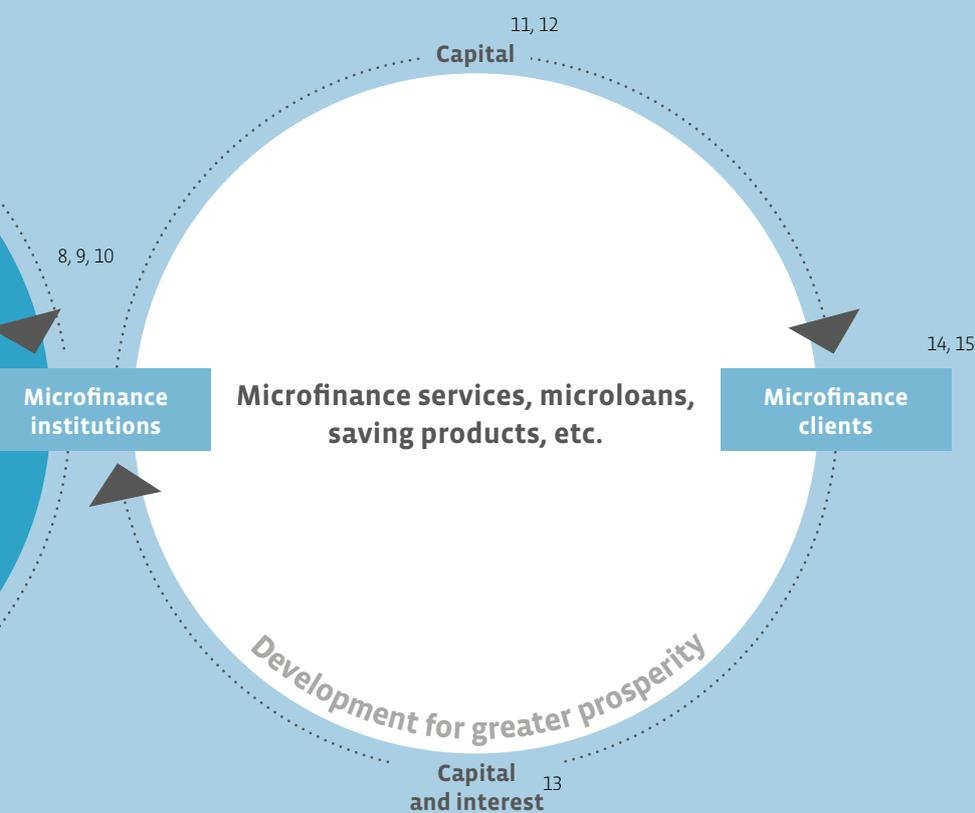 11, 12
Capital
8, 9, 10
14, 15
Microfinance
institutions
Microfinance services, microloans,
saving products, etc.
Microfinance
clients
Development for greater prosperity
Capital
and interest
13